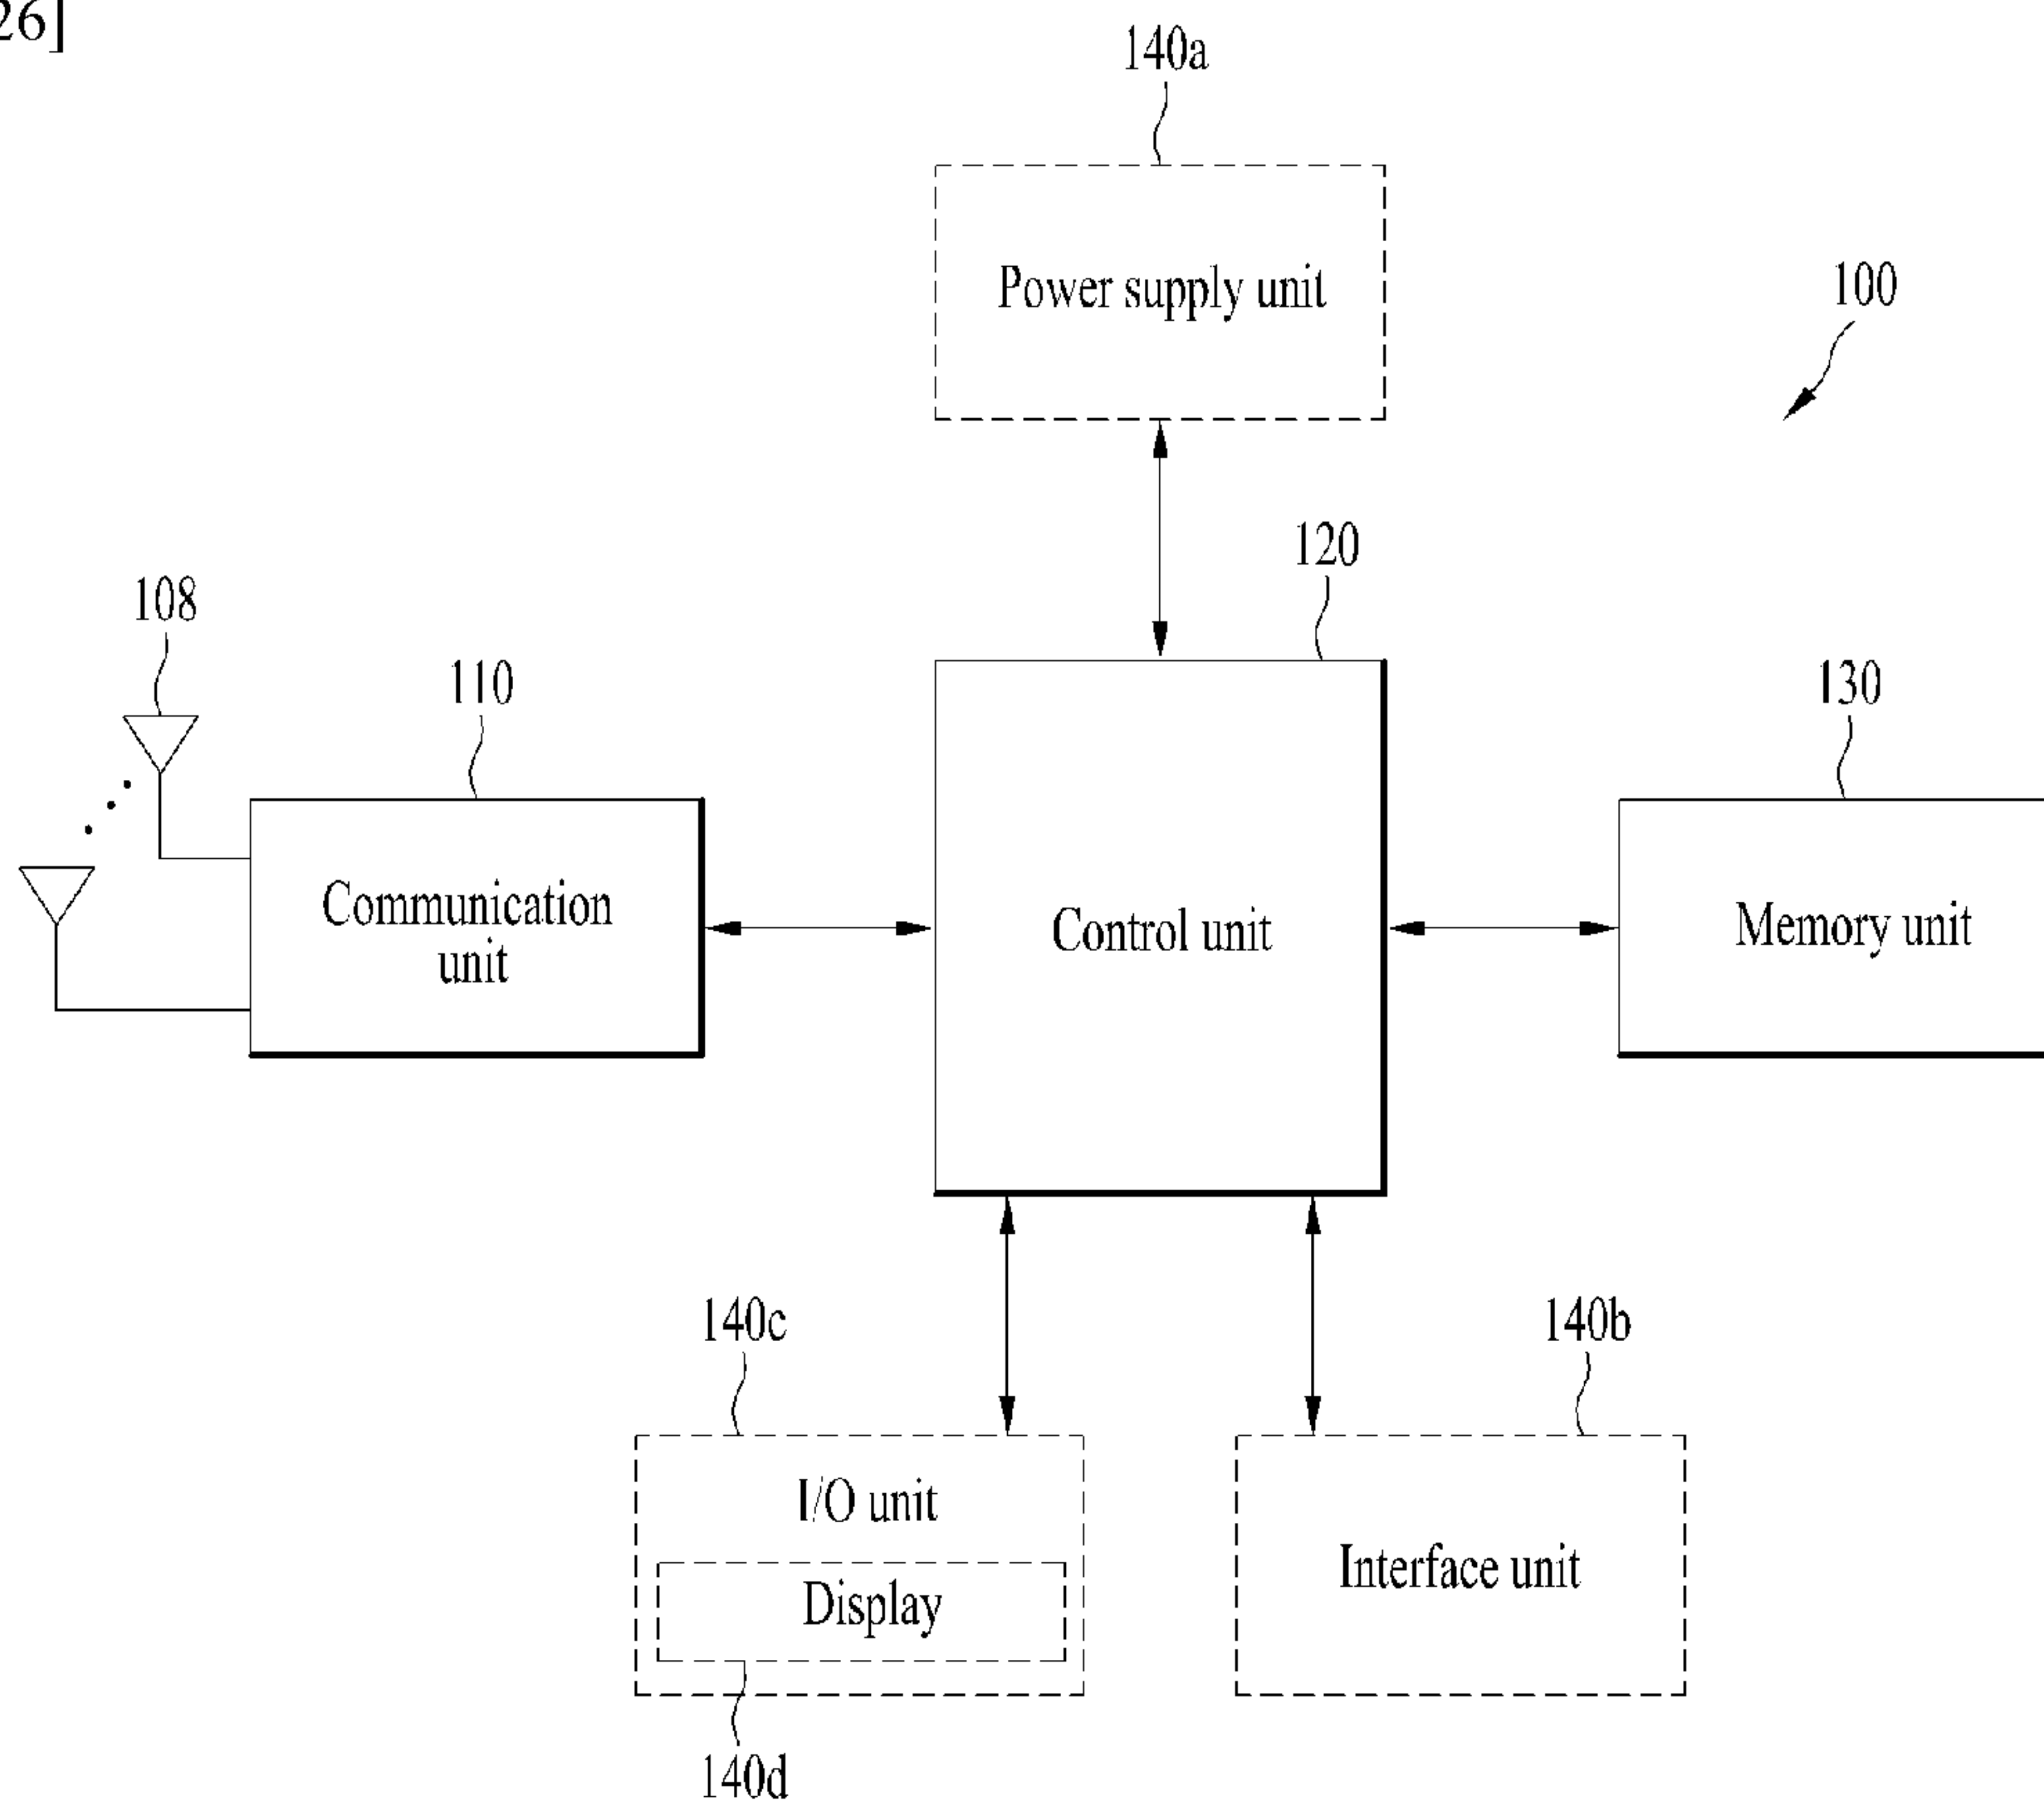 26]
140a
Power supply unit
100
120
108
110
130
Communication
unit
Control unit
Memory unit
140c
140b
I/O unit
Display
Interface unit
140d